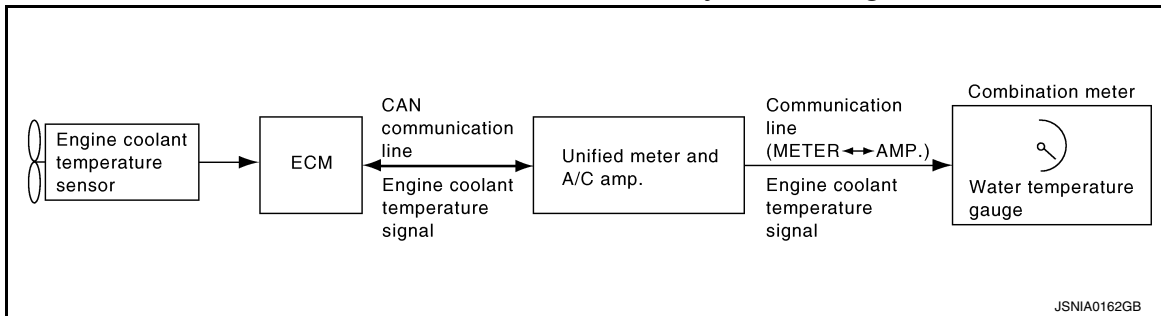 Engine coolant
temperature
sensor
ECM
CAN
communication
line
Engine coolant
temperature
signal
Unified meter and
A/C amp.
Communication
line
(METER↔AMP.)
Engine coolant
temperature
signal
Combination meter
Water temperature
gauge
JSNIA0162GB